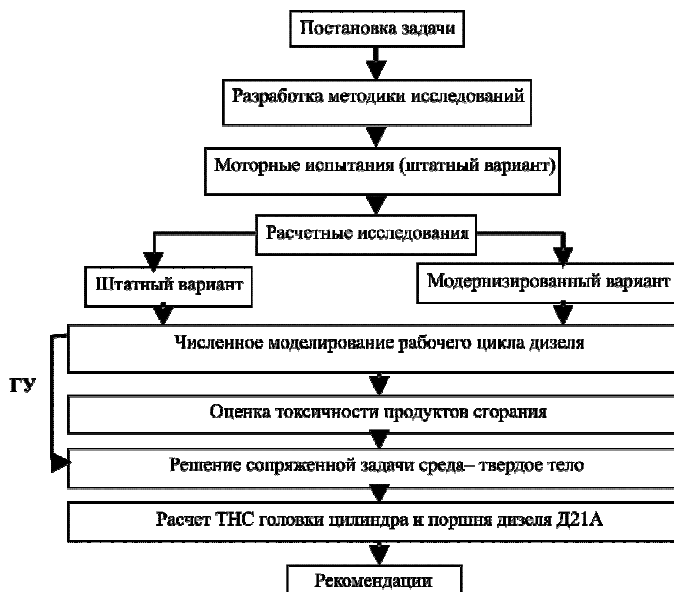 Постановка задачи
Разработка методики исследований
Моторные испытания (штатный вариант)
Расчетные исследования
Штатный вариант
Модернизированный вариант
Численное моделирование рабочего цикла дизеля
ГУ
Оценка токсичности продуктов сгорания
Решение сопряженной задачи среда– твердое тело
Расчет ТНС головки цилиндра и поршня дизеля Д21А
Рекомендации